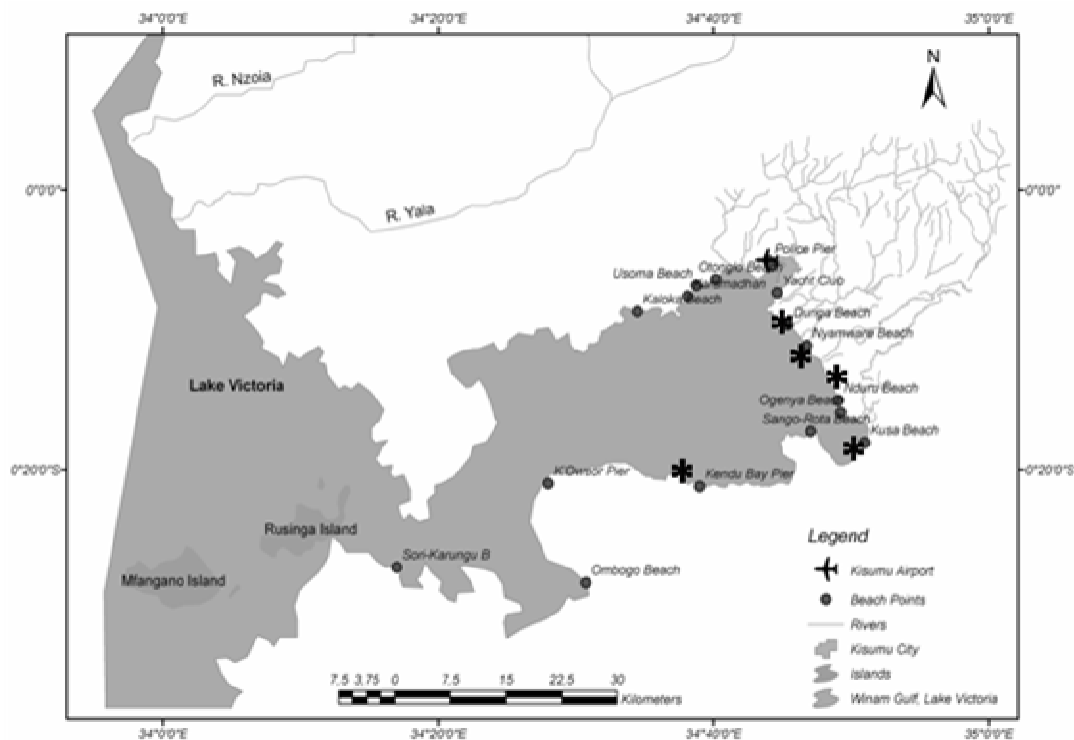 34°0'0"E 34°20'0"E 34°40'0"E 35°0'0"E
N
R. Nzoia
0°0'0" 0°0'0"
R. Yala
Police Pier
Usoma Beach
Yacht Club
Kaloka Beach
Dunga Beach
Nyamware Beach
Lake Victoria
Nduru Beach
Ogenya Beach
Sango-Rota Beach
Kusa Beach
0°20'0"S 0°20'0"S
K'Owsor Pier
Kendu Bay Pier
Rusinga Island
Legend
Sori-Karungu B
Ombogo Beach
Mfangano Island
Kisumu Airport
Beach Points
Rivers
Kisumu City
Islands
Winam Gulf, Lake Victoria
7.5 3.75 0 7.5 15 22.5 30
Kilometers
34°0'0"E 34°20'0"E 34°40'0"E 35°0'0"E